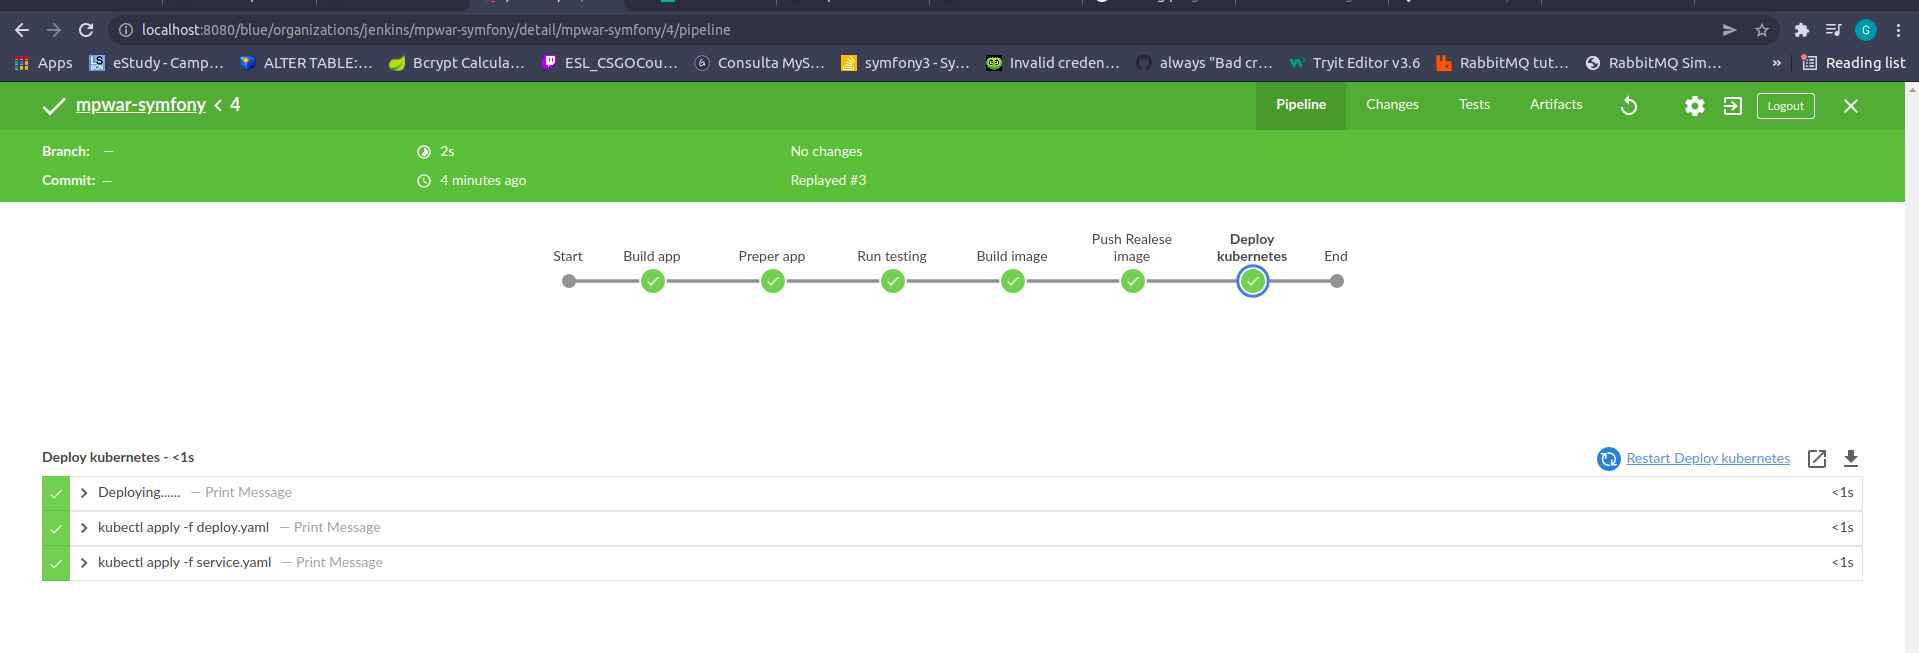 localhost:8080/blue/organizations/jenkins/mpwar-symfony/detail/mpwar-symfony/4/pipeline
G
Apps eStudy - Camp... ALTER TABLE:... Bcrypt Calcula... ESL_CSGOCou... Consulta MyS... symfony3 - Sy... Invalid creden... always "Bad cr... Tryit Editor v3.6 RabbitMQ tut... RabbitMQ Sim... » Reading list
mpwar-symfony < 4 Pipeline Changes Tests Artifacts Logout
Branch: — 2s No changes
Commit: — 4 minutes ago Replayed #3
Start Build app Preper app Run testing Build image Push Realese image Deploy kubernetes End
Deploy kubernetes - <1s Restart Deploy kubernetes
Deploying...... — Print Message <1s
kubectl apply -f deploy.yaml — Print Message <1s
kubectl apply -f service.yaml — Print Message <1s